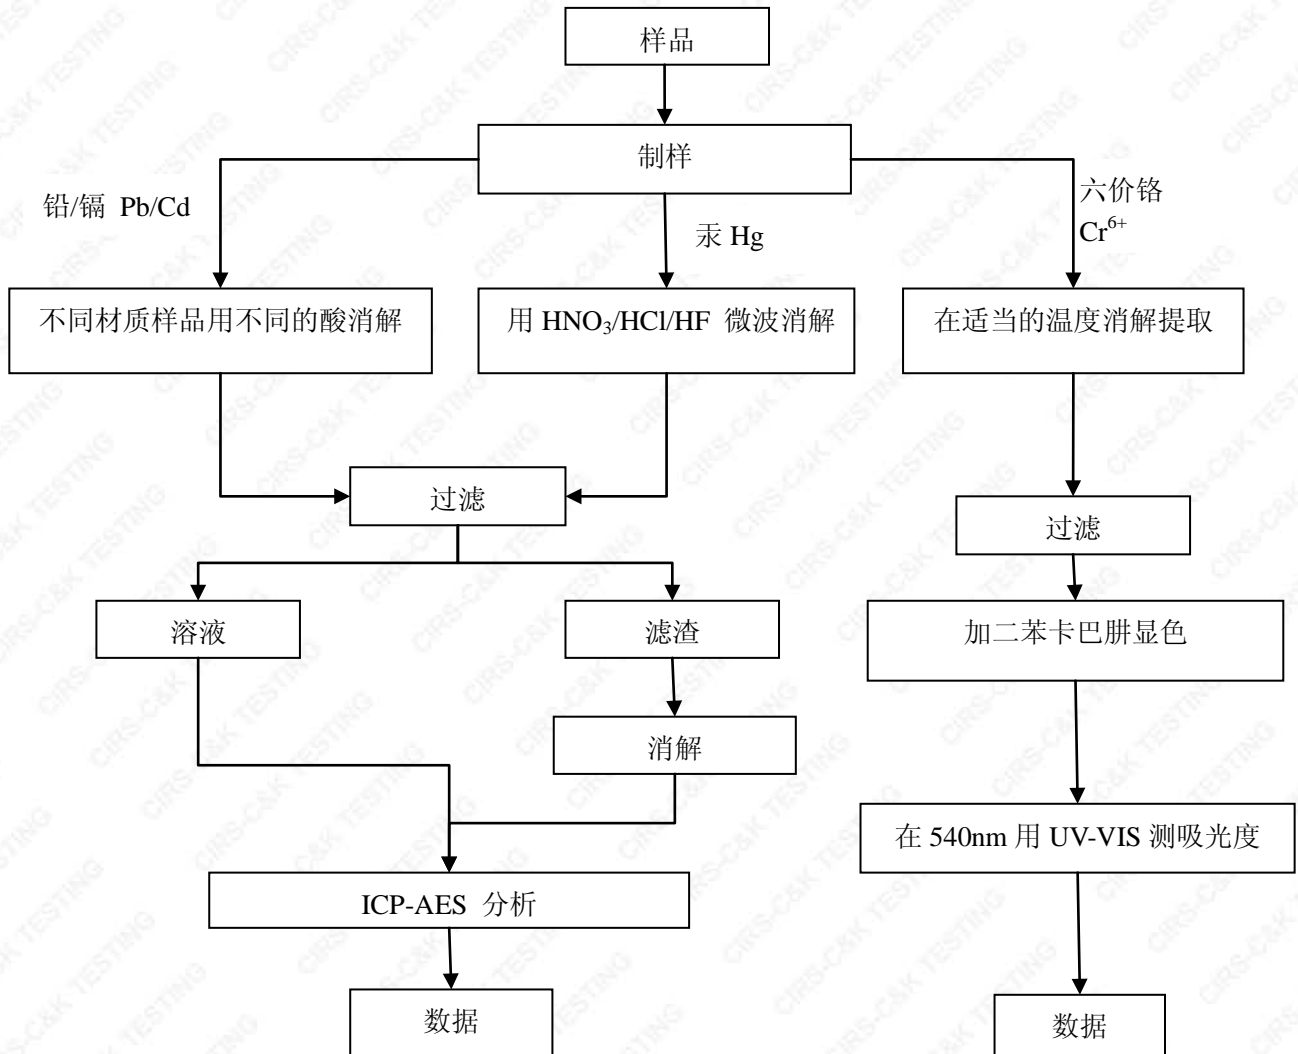 样品
制样
铅/镉 Pb/Cd
汞 Hg
六价铬
Cr⁶⁺
不同材质样品用不同的酸消解
用 HNO₃/HCl/HF 微波消解
在适当的温度消解提取
过滤
过滤
溶液
滤渣
加二苯卡巴肼显色
消解
在 540nm 用 UV-VIS 测吸光度
ICP-AES 分析
数据
数据
CIRS-C&K TESTING